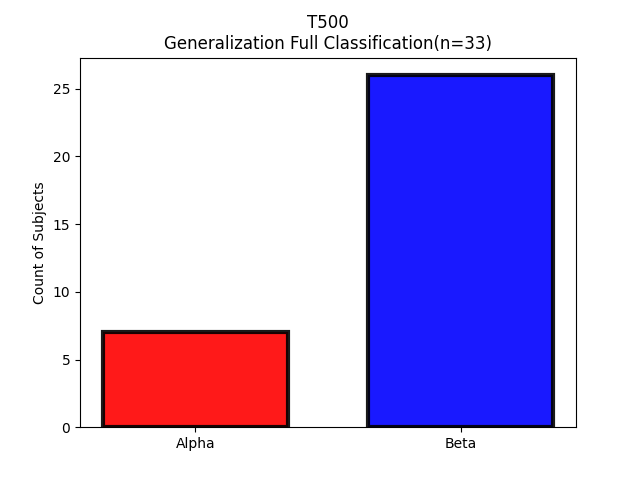 T500
Generalization Full Classification(n=33)
Count of Subjects
25
20
15
10
5
0
Alpha
Beta